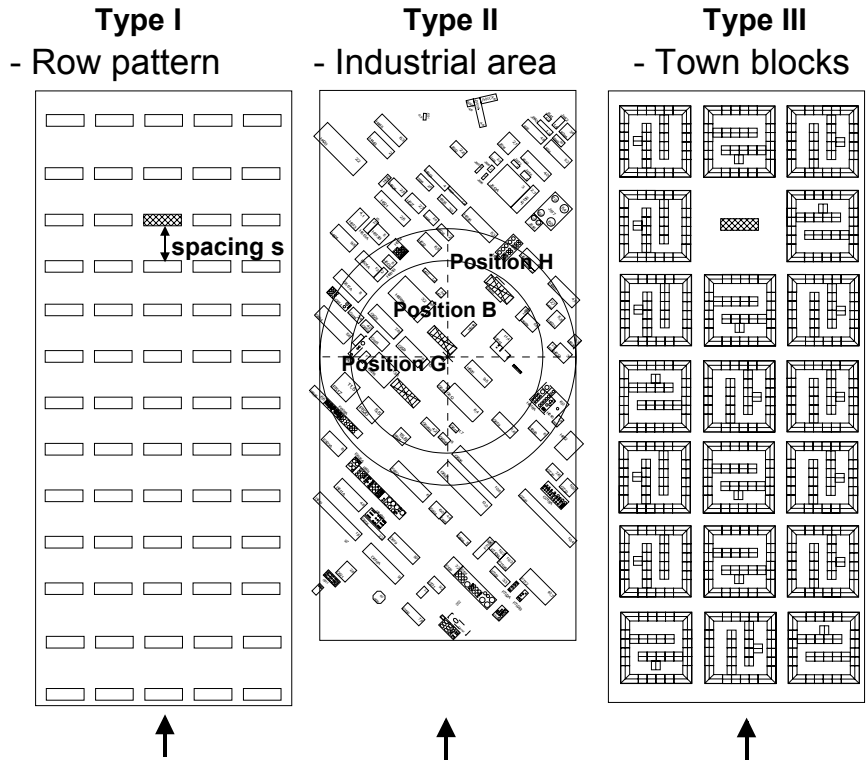 Type I
- Row pattern
spacing s
Type II
- Industrial area
Position H
Position B
Position G
Type III
- Town blocks